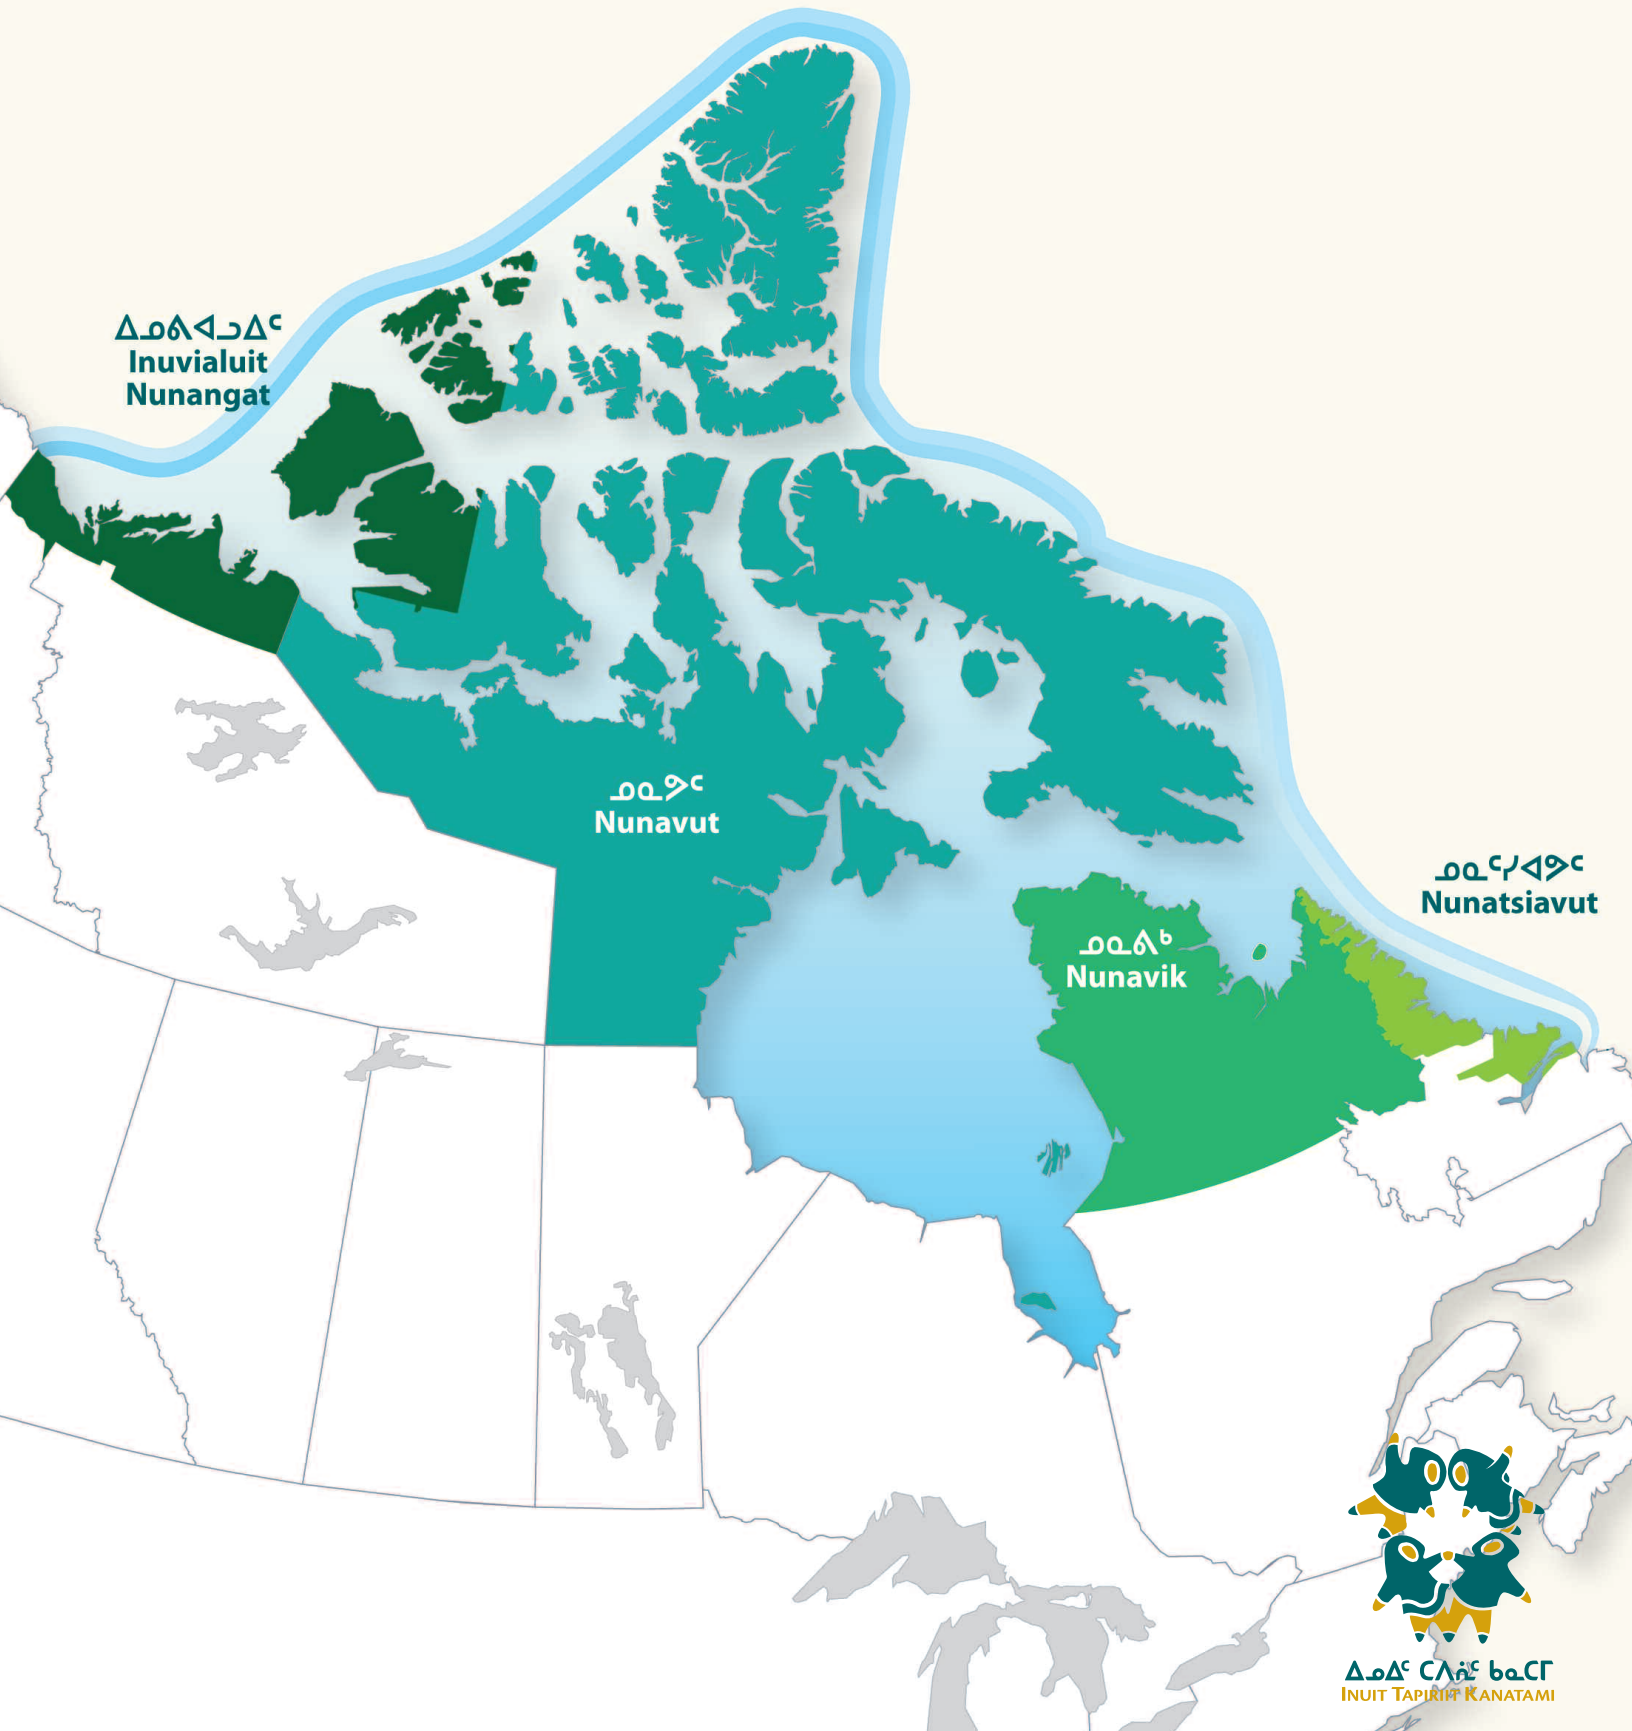 ᐃᓄᕕᐊᓗᐃᑦ
Inuvialuit
Nunangat
ᓄᓇᕗᑦ
Nunavut
ᓄᓇᑦᓯᐊᕗᑦ
Nunatsiavut
ᓄᓇᕕᒃ
Nunavik
ᐃᓄᐃᑦ ᑕᐱᕇᑦ ᑲᓇᑕᒥ
INUIT TAPIRIIT KANATAMI